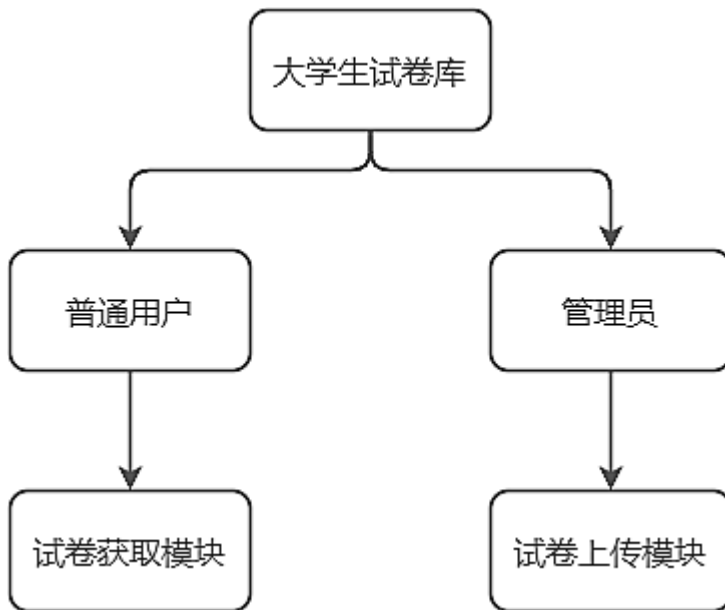 大学生试卷库
普通用户
管理员
试卷获取模块
试卷上传模块